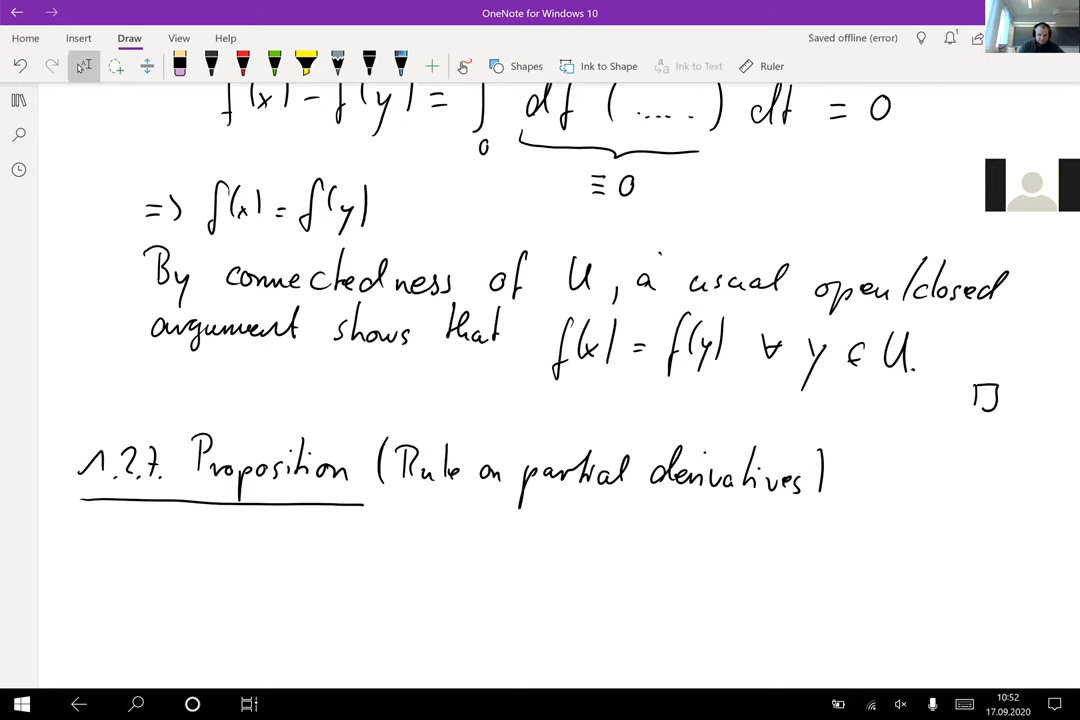 OneNote for Windows 10
Home Insert Draw View Help
Saved offline (error)
Shapes Ink to Shape Ink to Text Ruler
f(x) - f(y) = ∫ df (.....) dt = 0
0
≡ 0
=> f(x) = f(y)
By connectedness of U, a usual open/closed
argument shows that f(x) = f(y) ∀ y ∈ U.
1.2.7. Proposition (Rule on partial derivatives)
10:52
17.09.2020